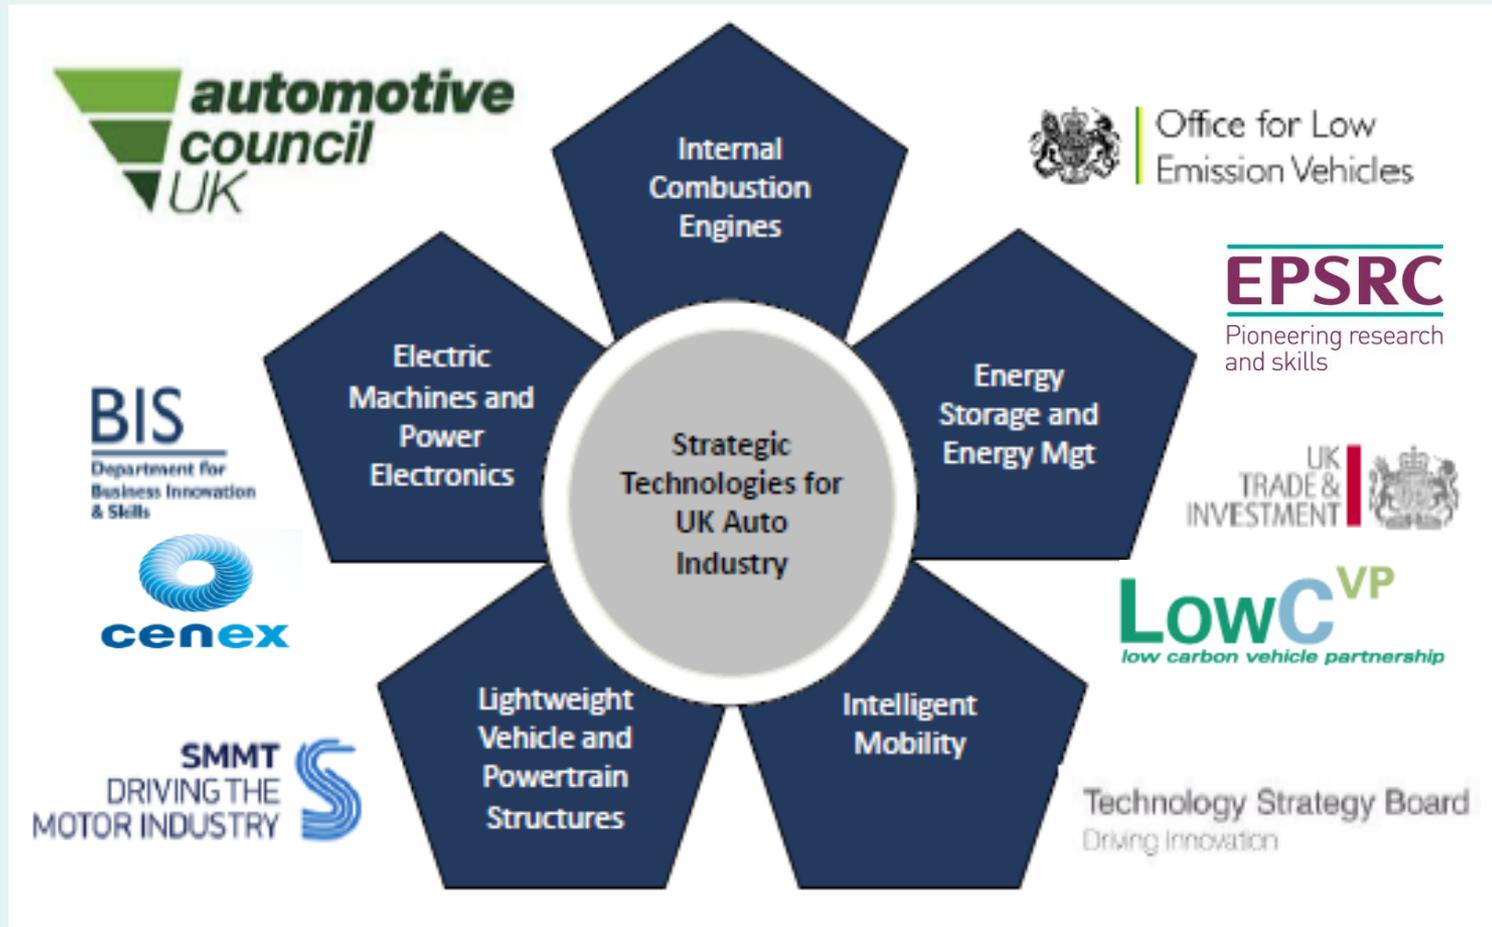 automotive
council
UK
Internal
Combustion
Engines
Office for Low
Emission Vehicles
EPSRC
Pioneering research
and skills
Electric
Machines and
Power
Electronics
Energy
Storage and
Energy Mgt
BIS
Department for
Business Innovation
& Skills
Strategic
Technologies for
UK Auto
Industry
UK
TRADE &
INVESTMENT
cenex
LowCVP
low carbon vehicle partnership
Lightweight
Vehicle and
Powertrain
Structures
Intelligent
Mobility
SMMT
DRIVING THE
MOTOR INDUSTRY
Technology Strategy Board
Driving Innovation